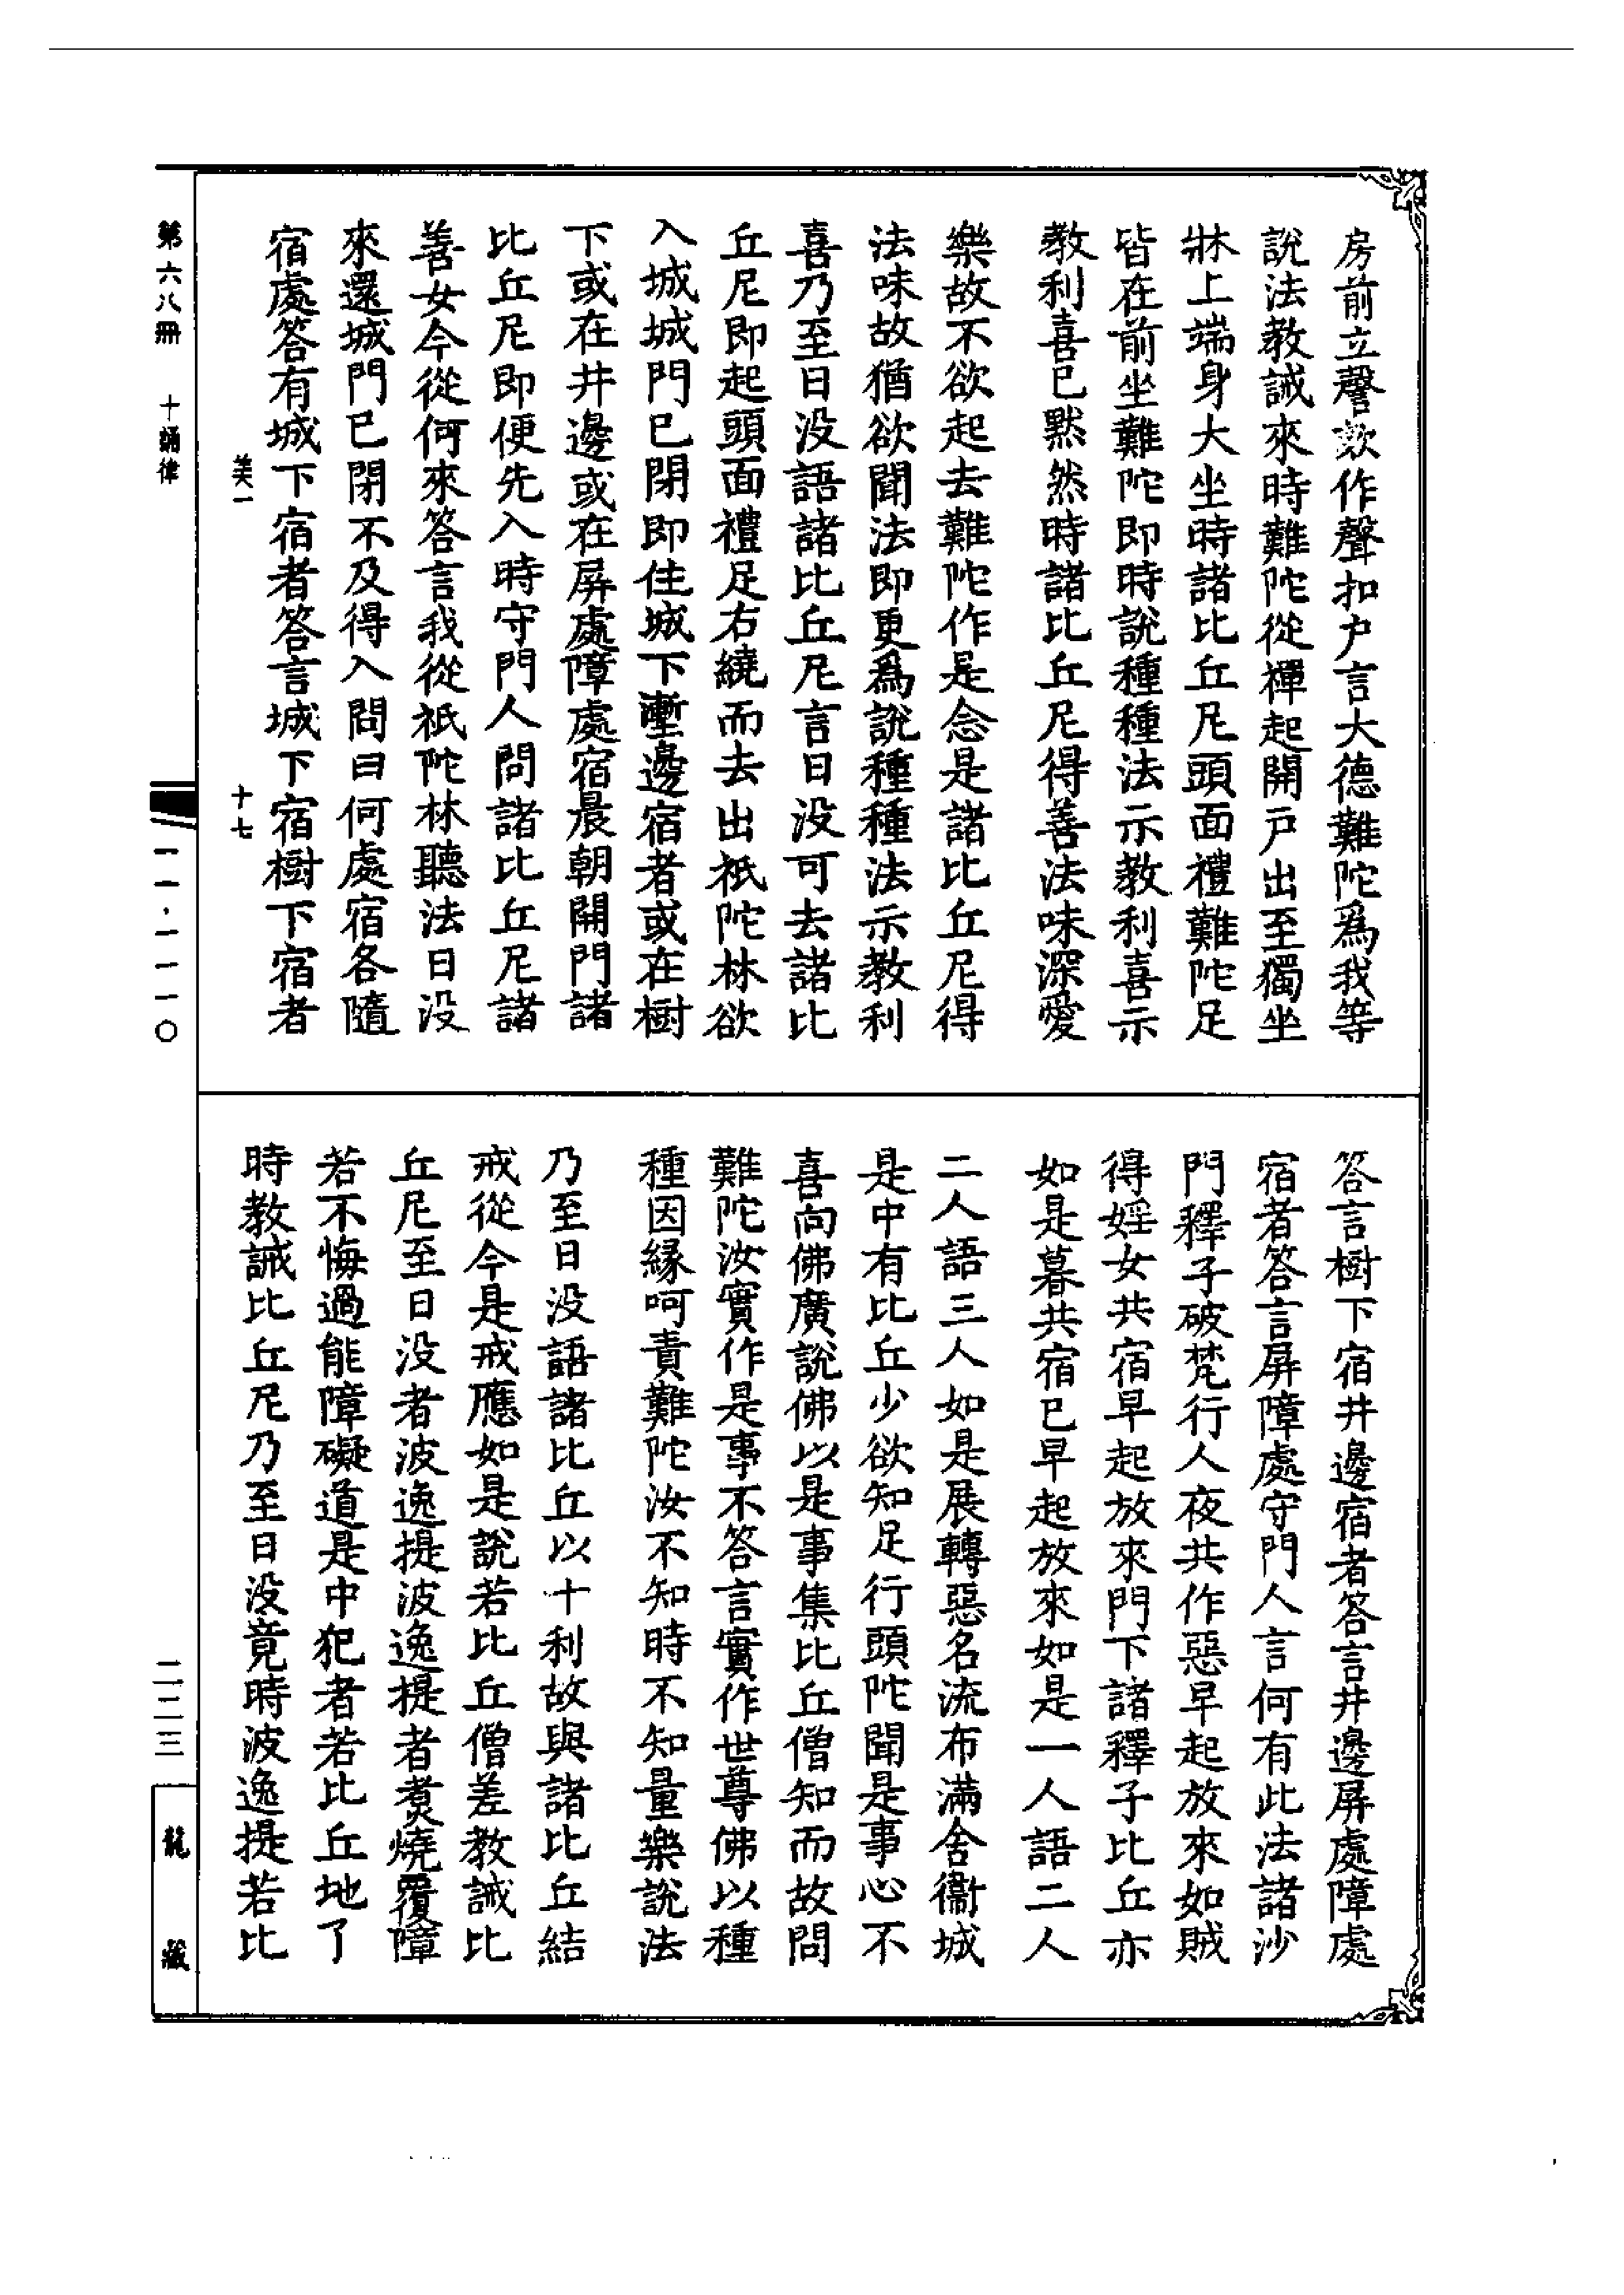 房前立謦欬作聲扣户言大德難陀爲我等
說法教誡來時難陀從禪起開户出至獨坐
牀上端身大坐時諸比丘尼頭面禮難陀足
皆在前坐難陀即時說種種法示教利喜示
教利喜已默然時諸比丘尼得善法味深愛
樂故不欲起去難陀作是念是諸比丘尼得
法味故猶欲聞法即更爲說種種法示教利
喜乃至日没語諸比丘尼言日没可去諸比
丘尼即起頭面禮足右繞而去出祇陀林欲
入城城門已閉即住城下壍邊宿者或在樹
下或在井邊或在屏處障處宿晨朝開門諸
比丘尼即便先入時守門人問諸比丘尼諸
善女今從何來答言我從祇陀林聽法日没
來還城門已閉不及得入問曰何處宿各隨
宿處答有城下宿者答言城下宿樹下宿者
美一
十七
第六八冊 十誦律
一一·一一一〇
答言樹下宿井邊宿者答言井邊屏處障處
宿者答言屏障處守門人言何有此法諸沙
門釋子破梵行人夜共作惡早起放來如賊
得婬女共宿早起放來門下諸釋子比丘亦
如是暮共宿已早起放來如是一人語二人
二人語三人如是展轉惡名流布滿舍衞城
是中有比丘少欲知足行頭陀聞是事心不
喜向佛廣說佛以是事集比丘僧知而故問
難陀汝實作是事不答言實作世尊佛以種
種因縁呵責難陀汝不知時不知量樂說法
乃至日没語諸比丘以十利故與諸比丘結
戒從今是戒應如是說若比丘僧差教誡比
丘尼至日没者波逸提波逸提者煑燒覆障
若不悔過能障礙道是中犯者若比丘地了
時教誡比丘尼乃至日没竟時波逸提若比
二二三
龍藏